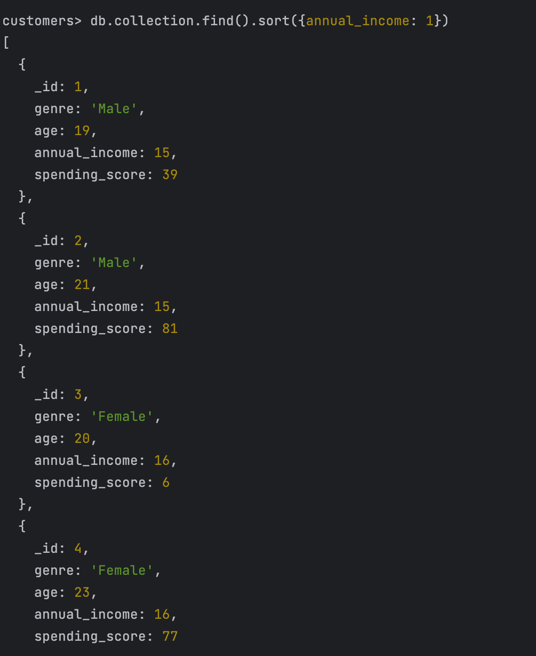 customers> db.collection.find().sort({annual_income: 1})
[
  {
    _id: 1,
    genre: 'Male',
    age: 19,
    annual_income: 15,
    spending_score: 39
  },
  {
    _id: 2,
    genre: 'Male',
    age: 21,
    annual_income: 15,
    spending_score: 81
  },
  {
    _id: 3,
    genre: 'Female',
    age: 20,
    annual_income: 16,
    spending_score: 6
  },
  {
    _id: 4,
    genre: 'Female',
    age: 23,
    annual_income: 16,
    spending_score: 77